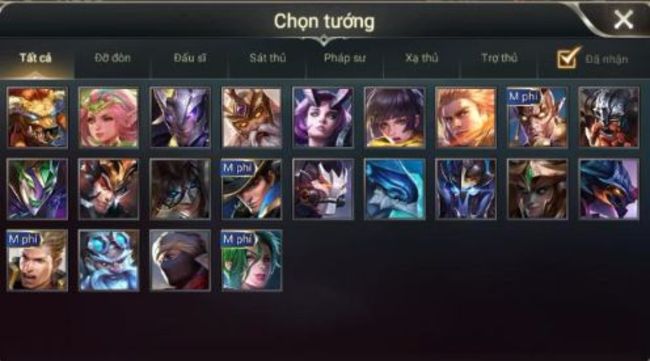 Chọn tướng
Tất cả Đỡ đòn Đấu sĩ Sát thủ Pháp sư Xạ thủ Trợ thủ Đã nhận
M phí
M phí
M phí M phí